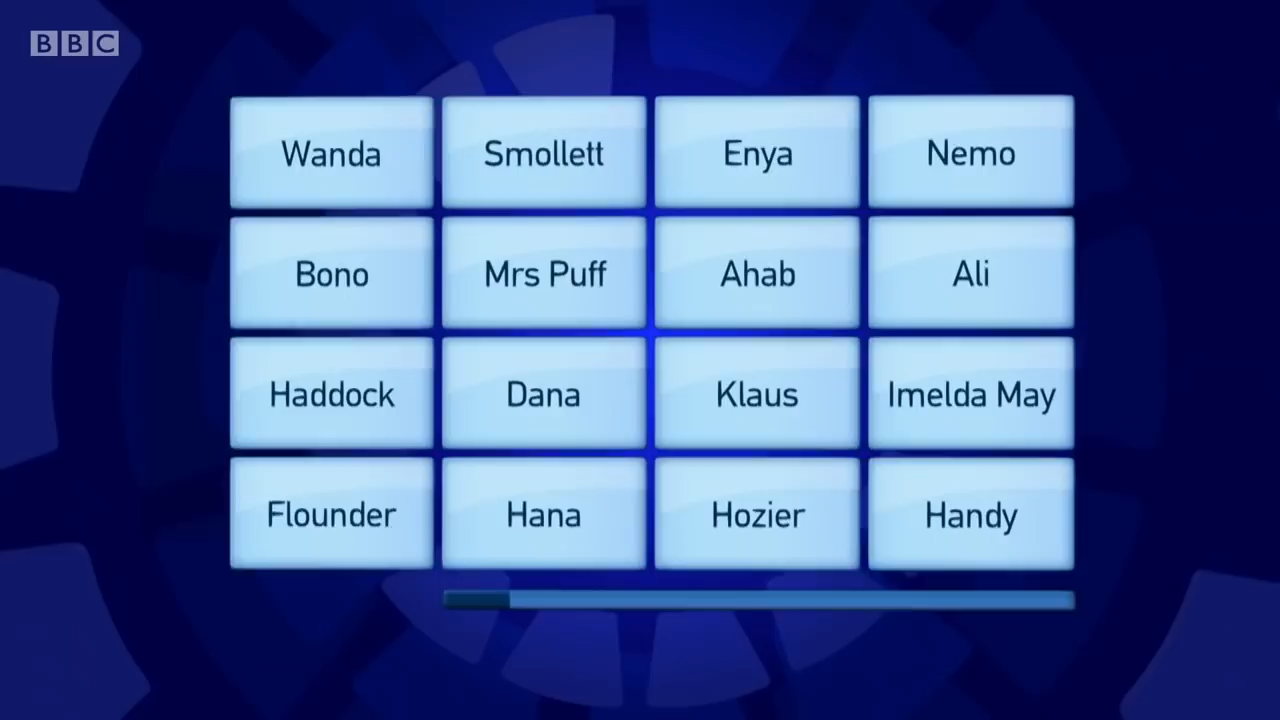 BBC
Wanda
Smollett
Enya
Nemo
Bono
Mrs Puff
Ahab
Ali
Haddock
Dana
Klaus
Imelda May
Flounder
Hana
Hozier
Handy